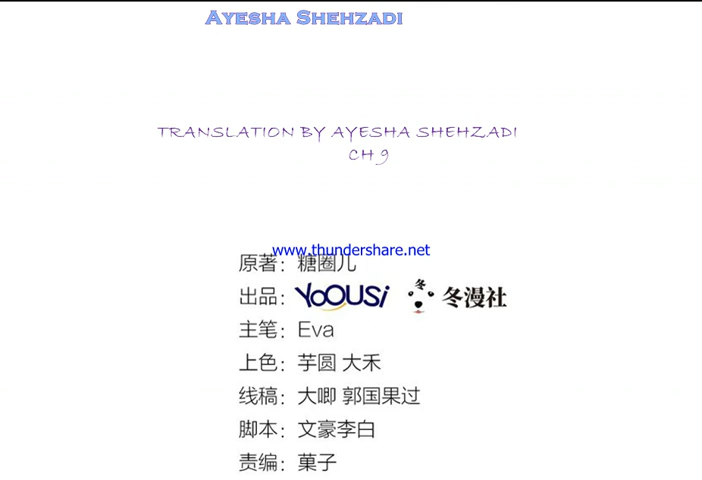 Ayesha Shehzadi
TRANSLATION BY AYESHA SHEHZADI
CH 9
www.thundershare.net
原著：糖圈儿
出品：YoOUSi 冬 冬漫社
主笔：Eva
上色：芋圆 大禾
线稿：大唧 郭国果过
脚本：文豪李白
责编：菓子